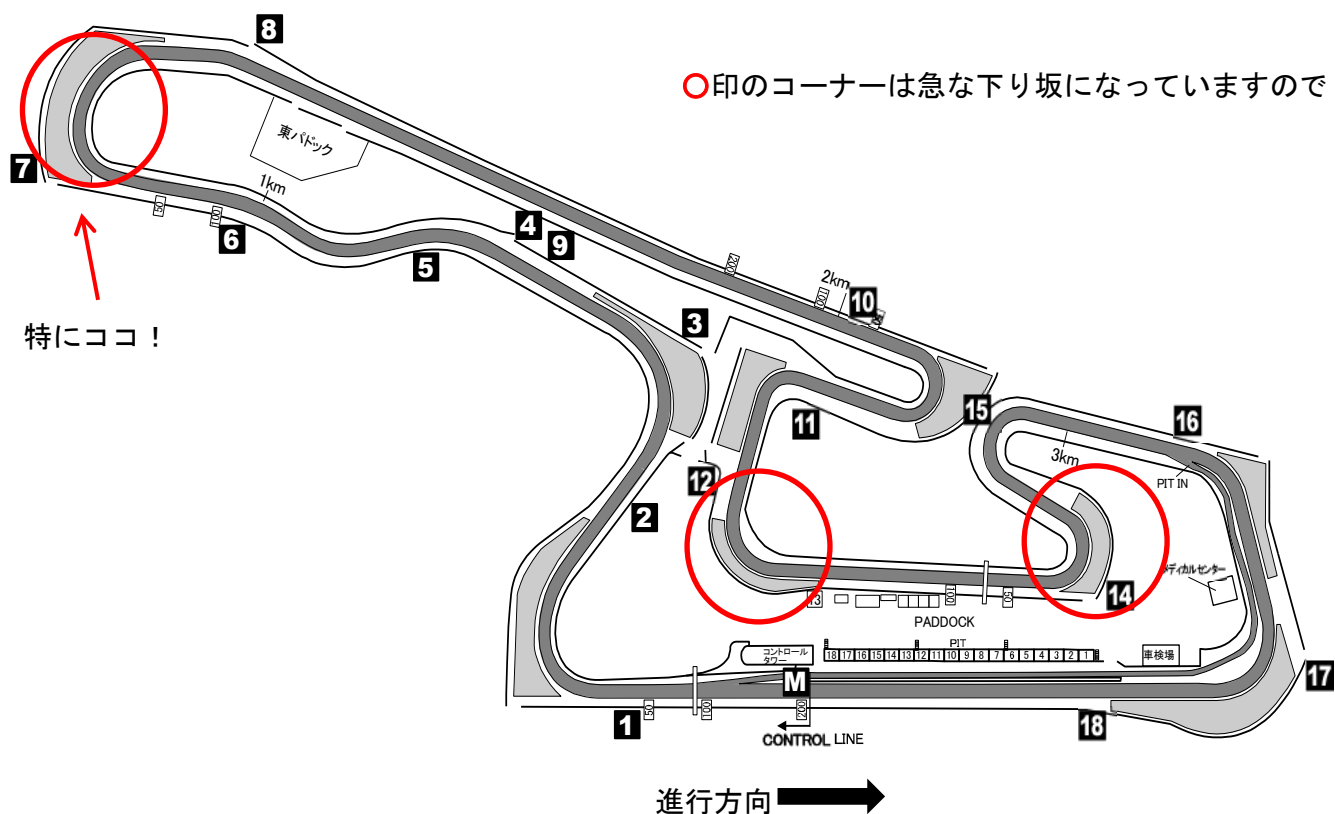 8
○印のコーナーは急な下り坂になっていますので
東パドック
7
1km
50
100
6
特にココ！
5
4
9
3
200
2km
100
10
11
15
16
3km
PIT IN
12
2
メディカルセンター
13
100
50
14
PADDOCK
コントロール
タワー
PIT
18 17 16 15 14 13 12 11 10 9 8 7 6 5 4 3 2 1
車検場
M
17
1
50
100
200
18
CONTROL LINE
進行方向